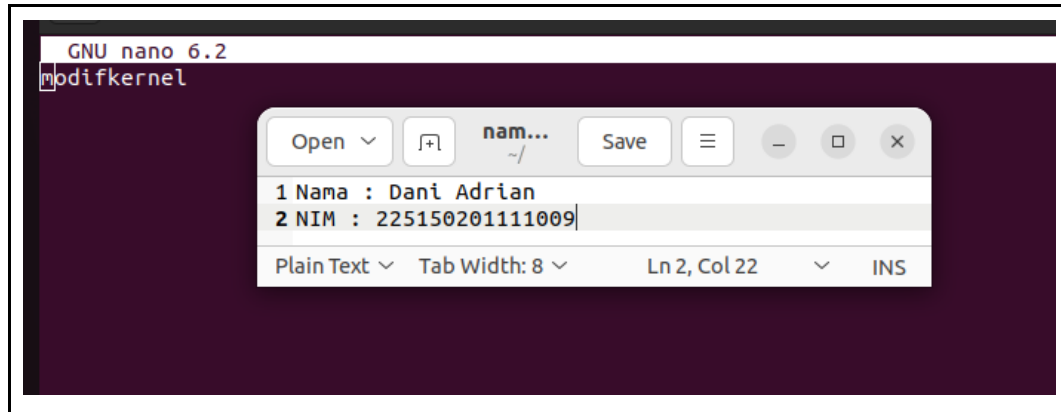 GNU nano 6.2
modifkernel
Open
nam...
~/
Save
1 Nama : Dani Adrian
2 NIM : 225150201111009
Plain Text
Tab Width: 8
Ln 2, Col 22
INS